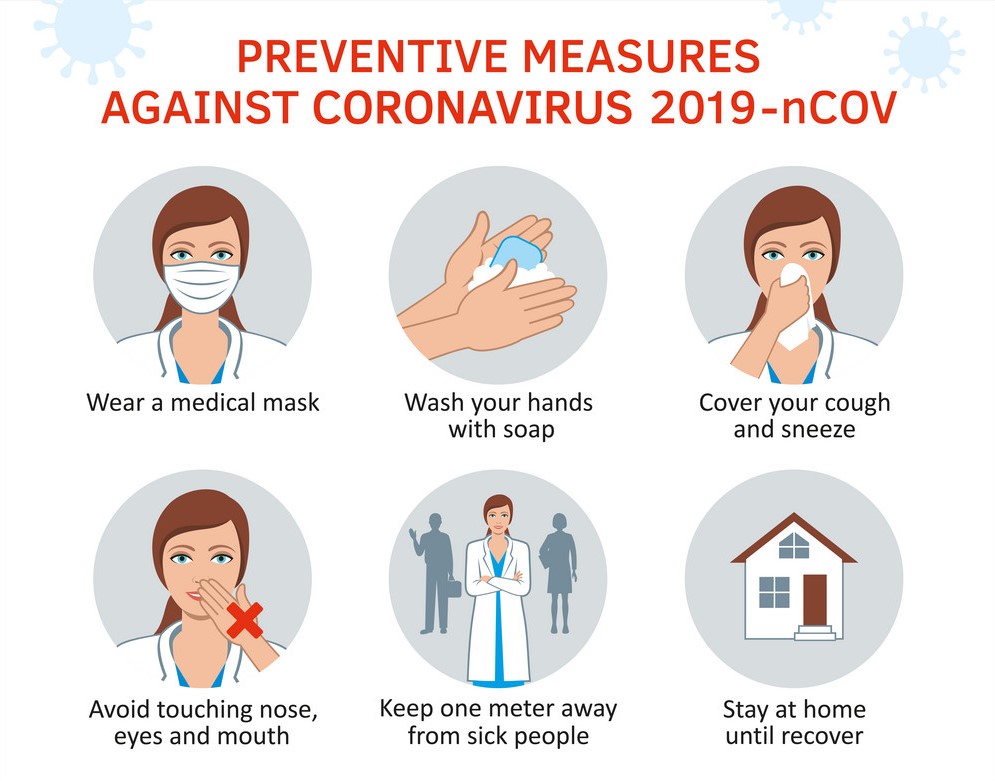 PREVENTIVE MEASURES
AGAINST CORONAVIRUS 2019-nCOV
Wear a medical mask
Wash your hands
with soap
Cover your cough
and sneeze
Avoid touching nose,
eyes and mouth
Keep one meter away
from sick people
Stay at home
until recover